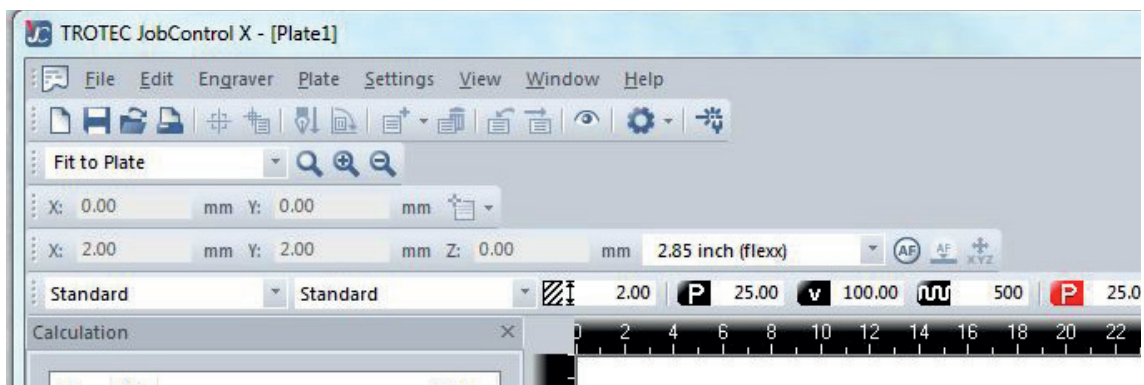 TROTEC JobControl X - [Plate1]
File Edit Engraver Plate Settings View Window Help
Fit to Plate
X: 0.00 mm Y: 0.00 mm
X: 2.00 mm Y: 2.00 mm Z: 0.00 mm 2.85 inch (flexx) AF AF XYZ
Standard Standard 2.00 P 25.00 v 100.00 500 P 25.0
Calculation
0 2 4 6 8 10 12 14 16 18 20 22